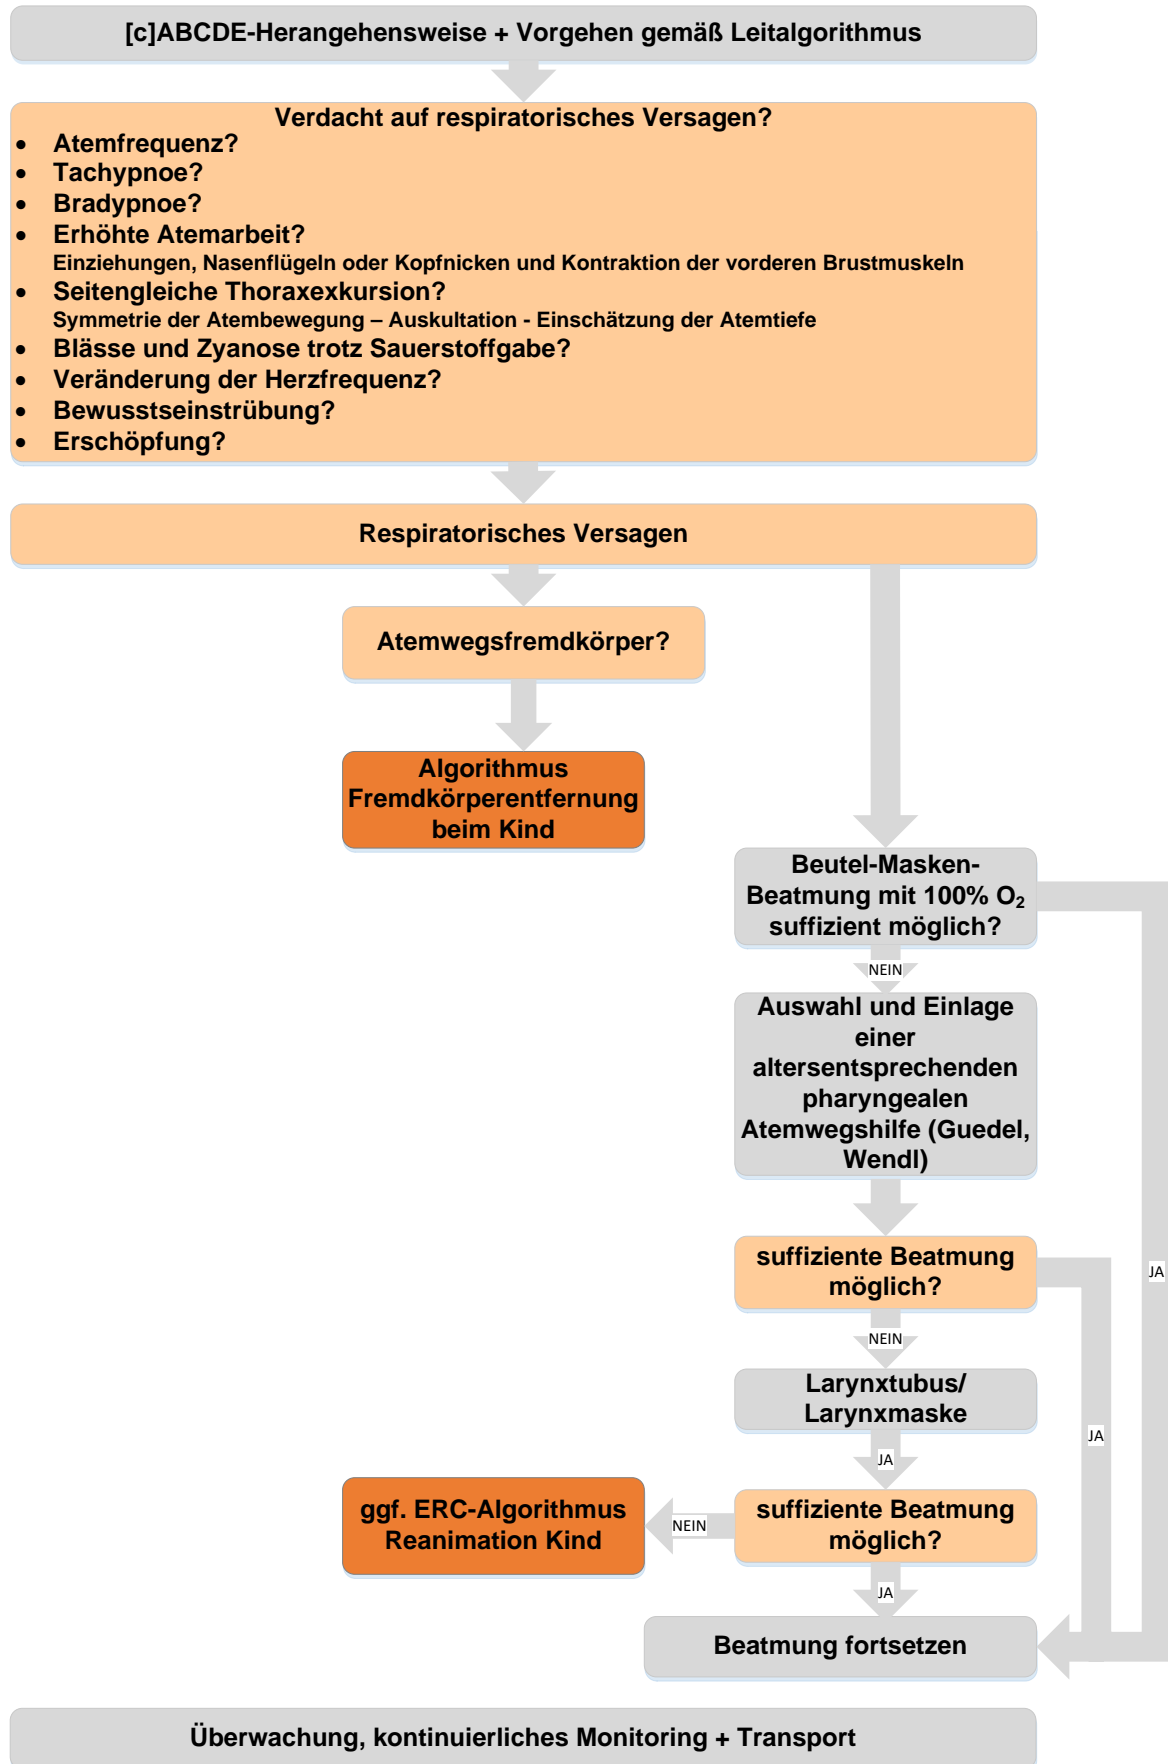 [c]ABCDE-Herangehensweise + Vorgehen gemäß Leitalgorithmus
Verdacht auf respiratorisches Versagen?
• Atemfrequenz?
• Tachypnoe?
• Bradypnoe?
• Erhöhte Atemarbeit?
Einziehungen, Nasenflügeln oder Kopfnicken und Kontraktion der vorderen Brustmuskeln
• Seitengleiche Thoraxexkursion?
Symmetrie der Atembewegung – Auskultation - Einschätzung der Atemtiefe
• Blässe und Zyanose trotz Sauerstoffgabe?
• Veränderung der Herzfrequenz?
• Bewusstseinstrübung?
• Erschöpfung?
Respiratorisches Versagen
Atemwegsfremdkörper?
Algorithmus
Fremdkörperentfernung
beim Kind
Beutel-Masken-
Beatmung mit 100% O₂
suffizient möglich?
NEIN
Auswahl und Einlage
einer
altersentsprechenden
pharyngealen
Atemwegshilfe (Guedel,
Wendl)
suffiziente Beatmung
möglich?
JA
NEIN
Larynxtubus/
Larynxmaske
JA
JA
ggf. ERC-Algorithmus
Reanimation Kind
NEIN
suffiziente Beatmung
möglich?
JA
Beatmung fortsetzen
Überwachung, kontinuierliches Monitoring + Transport